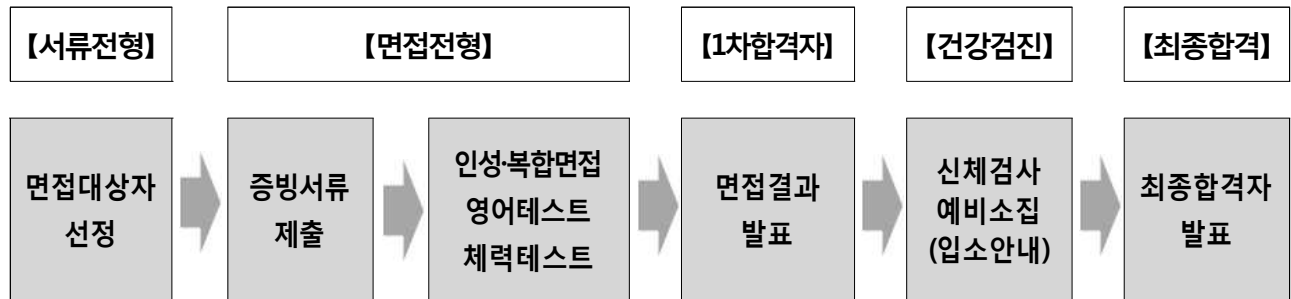 【서류전형】
【면접전형】
【1차합격자】
【건강검진】
【최종합격】
면접대상자
선정
증빙서류
제출
인성·복합면접
영어테스트
체력테스트
면접결과
발표
신체검사
예비소집
(입소안내)
최종합격자
발표